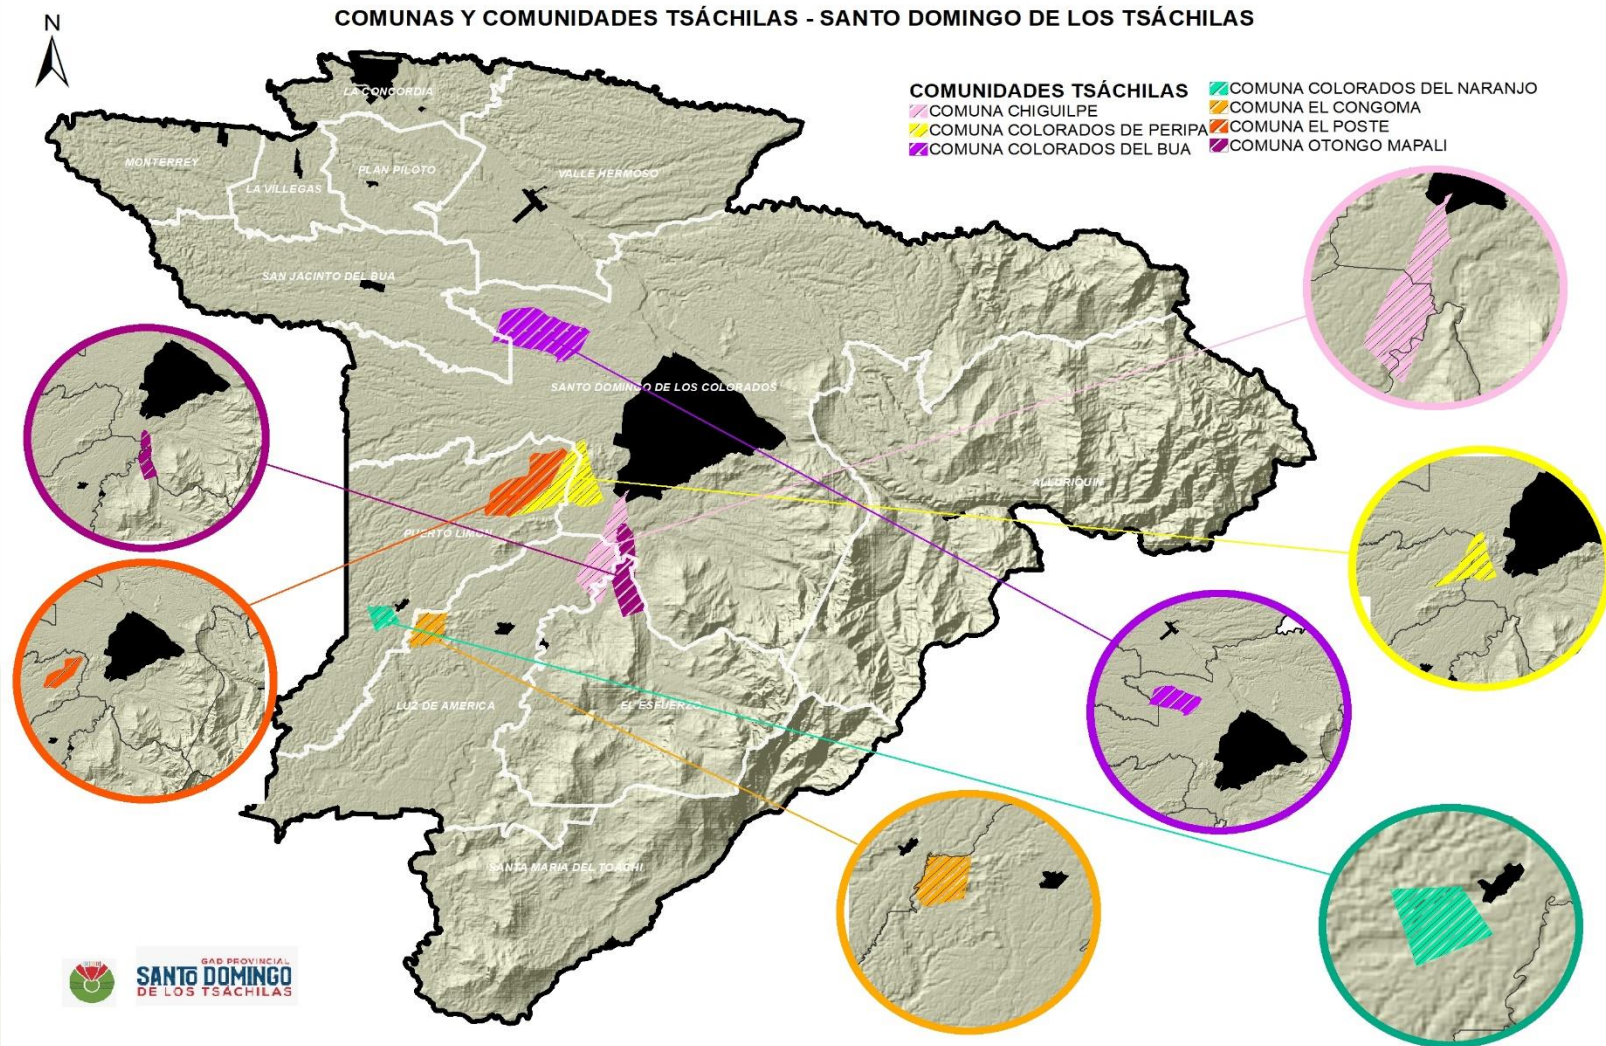 COMUNAS Y COMUNIDADES TSÁCHILAS - SANTO DOMINGO DE LOS TSÁCHILAS
N
COMUNIDADES TSÁCHILAS
COMUNA CHIGUILPE
COMUNA COLORADOS DE PERIPA
COMUNA COLORADOS DEL BUA
COMUNA COLORADOS DEL NARANJO
COMUNA EL CONGOMA
COMUNA EL POSTE
COMUNA OTONGO MAPALI
LA CONCORDIA
MONTERREY
LA VILLEGAS
PLAN PILOTO
VALLE HERMOSO
SAN JACINTO DEL BUA
SANTO DOMINGO DE LOS COLORADOS
ALLURIQUIN
PUERTO LIMON
LUZ DE AMERICA
EL ESFUERZO
SANTA MARIA DEL TOACHI
GAD PROVINCIAL
SANTO DOMINGO
DE LOS TSÁCHILAS